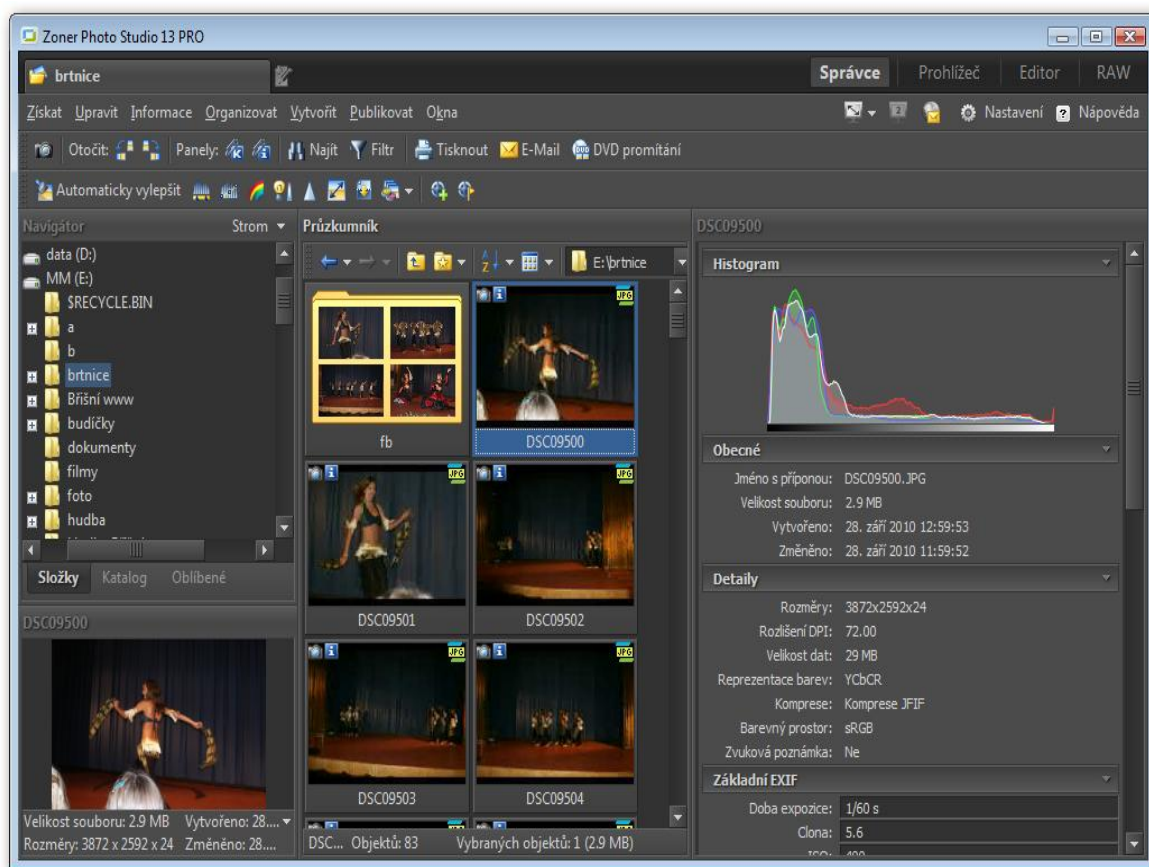 Zoner Photo Studio 13 PRO
brtnice
Správce Prohlížeč Editor RAW
Získat Upravit Informace Organizovat Vytvořit Publikovat Okna
2 Nastavení ? Nápověda
Otočit: Panely: K i Najít Filtr Tisknout E-Mail DVD promítání
Automaticky vylepšit
Navigátor Strom
data (D:)
MM (E:)
$RECYCLE.BIN
a
b
brtnice
Břišní www
budíčky
dokumenty
filmy
foto
hudba
Složky Katalog Oblíbené
DSC09500
Velikost souboru: 2.9 MB Vytvořeno: 28....
Rozměry: 3872 x 2592 x 24 Změněno: 28....
Průzkumník
A Z E:\brtnice
JPG
fb DSC09500
JPG JPG
DSC09501 DSC09502
JPG JPG
DSC09503 DSC09504
DSC... Objektů: 83 Vybraných objektů: 1 (2.9 MB)
DSC09500
Histogram
Obecné
Jméno s příponou: DSC09500.JPG
Velikost souboru: 2.9 MB
Vytvořeno: 28. září 2010 12:59:53
Změněno: 28. září 2010 11:59:52
Detaily
Rozměry: 3872x2592x24
Rozlišení DPI: 72.00
Velikost dat: 29 MB
Reprezentace barev: YCbCR
Komprese: Komprese JFIF
Barevný prostor: sRGB
Zvuková poznámka: Ne
Základní EXIF
Doba expozice: 1/60 s
Clona: 5.6